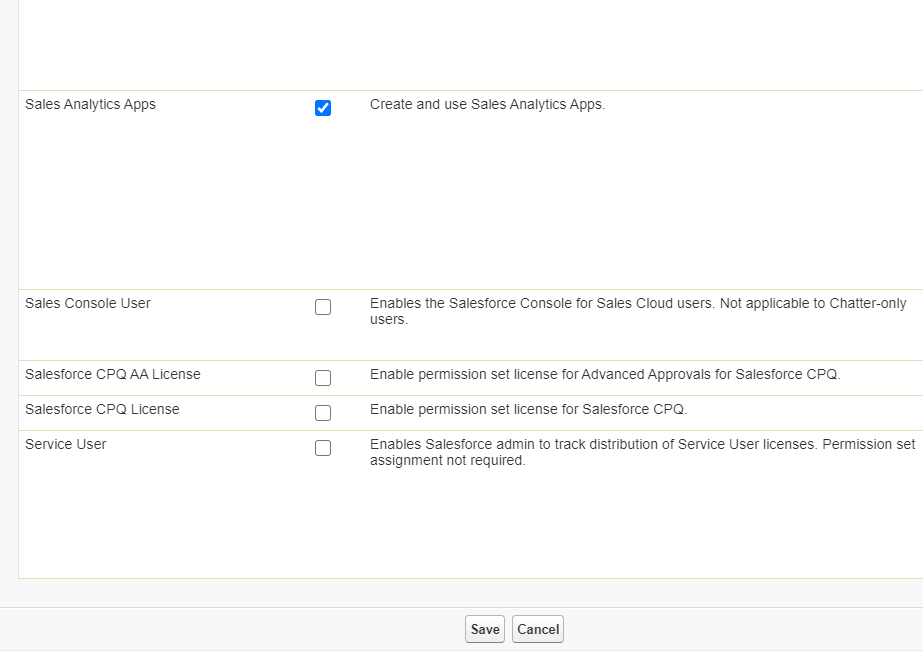 Sales Analytics Apps
Create and use Sales Analytics Apps.
Sales Console User
Enables the Salesforce Console for Sales Cloud users. Not applicable to Chatter-only
users.
Salesforce CPQ AA License
Enable permission set license for Advanced Approvals for Salesforce CPQ.
Salesforce CPQ License
Enable permission set license for Salesforce CPQ.
Service User
Enables Salesforce admin to track distribution of Service User licenses. Permission set
assignment not required.
Save
Cancel